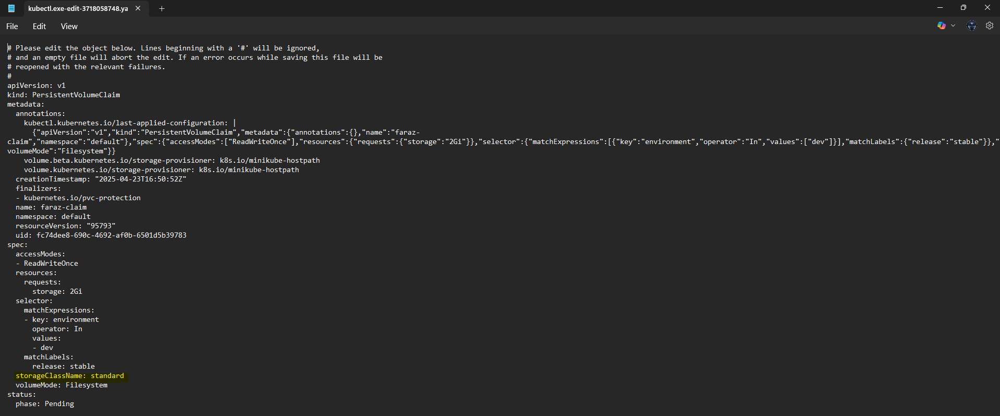 kubectl.exe-edit-3718058748.ya
File Edit View
# Please edit the object below. Lines beginning with a '#' will be ignored,
# and an empty file will abort the edit. If an error occurs while saving this file will be
# reopened with the relevant failures.
#
apiVersion: v1
kind: PersistentVolumeClaim
metadata:
  annotations:
    kubectl.kubernetes.io/last-applied-configuration: |
      {"apiVersion":"v1","kind":"PersistentVolumeClaim","metadata":{"annotations":{},"name":"faraz-
claim","namespace":"default"},"spec":{"accessModes":["ReadWriteOnce"],"resources":{"requests":{"storage":"2Gi"}},"selector":{"matchExpressions":[{"key":"environment","operator":"In","values":["dev"]}],"matchLabels":{"release":"stable"}},"
volumeMode":"Filesystem"}}
    volume.beta.kubernetes.io/storage-provisioner: k8s.io/minikube-hostpath
    volume.kubernetes.io/storage-provisioner: k8s.io/minikube-hostpath
  creationTimestamp: "2025-04-23T16:50:52Z"
  finalizers:
  - kubernetes.io/pvc-protection
  name: faraz-claim
  namespace: default
  resourceVersion: "95793"
  uid: fc74dee8-690c-4692-af0b-6501d5b39783
spec:
  accessModes:
  - ReadWriteOnce
  resources:
    requests:
      storage: 2Gi
  selector:
    matchExpressions:
    - key: environment
      operator: In
      values:
      - dev
    matchLabels:
      release: stable
  storageClassName: standard
  volumeMode: Filesystem
status:
  phase: Pending